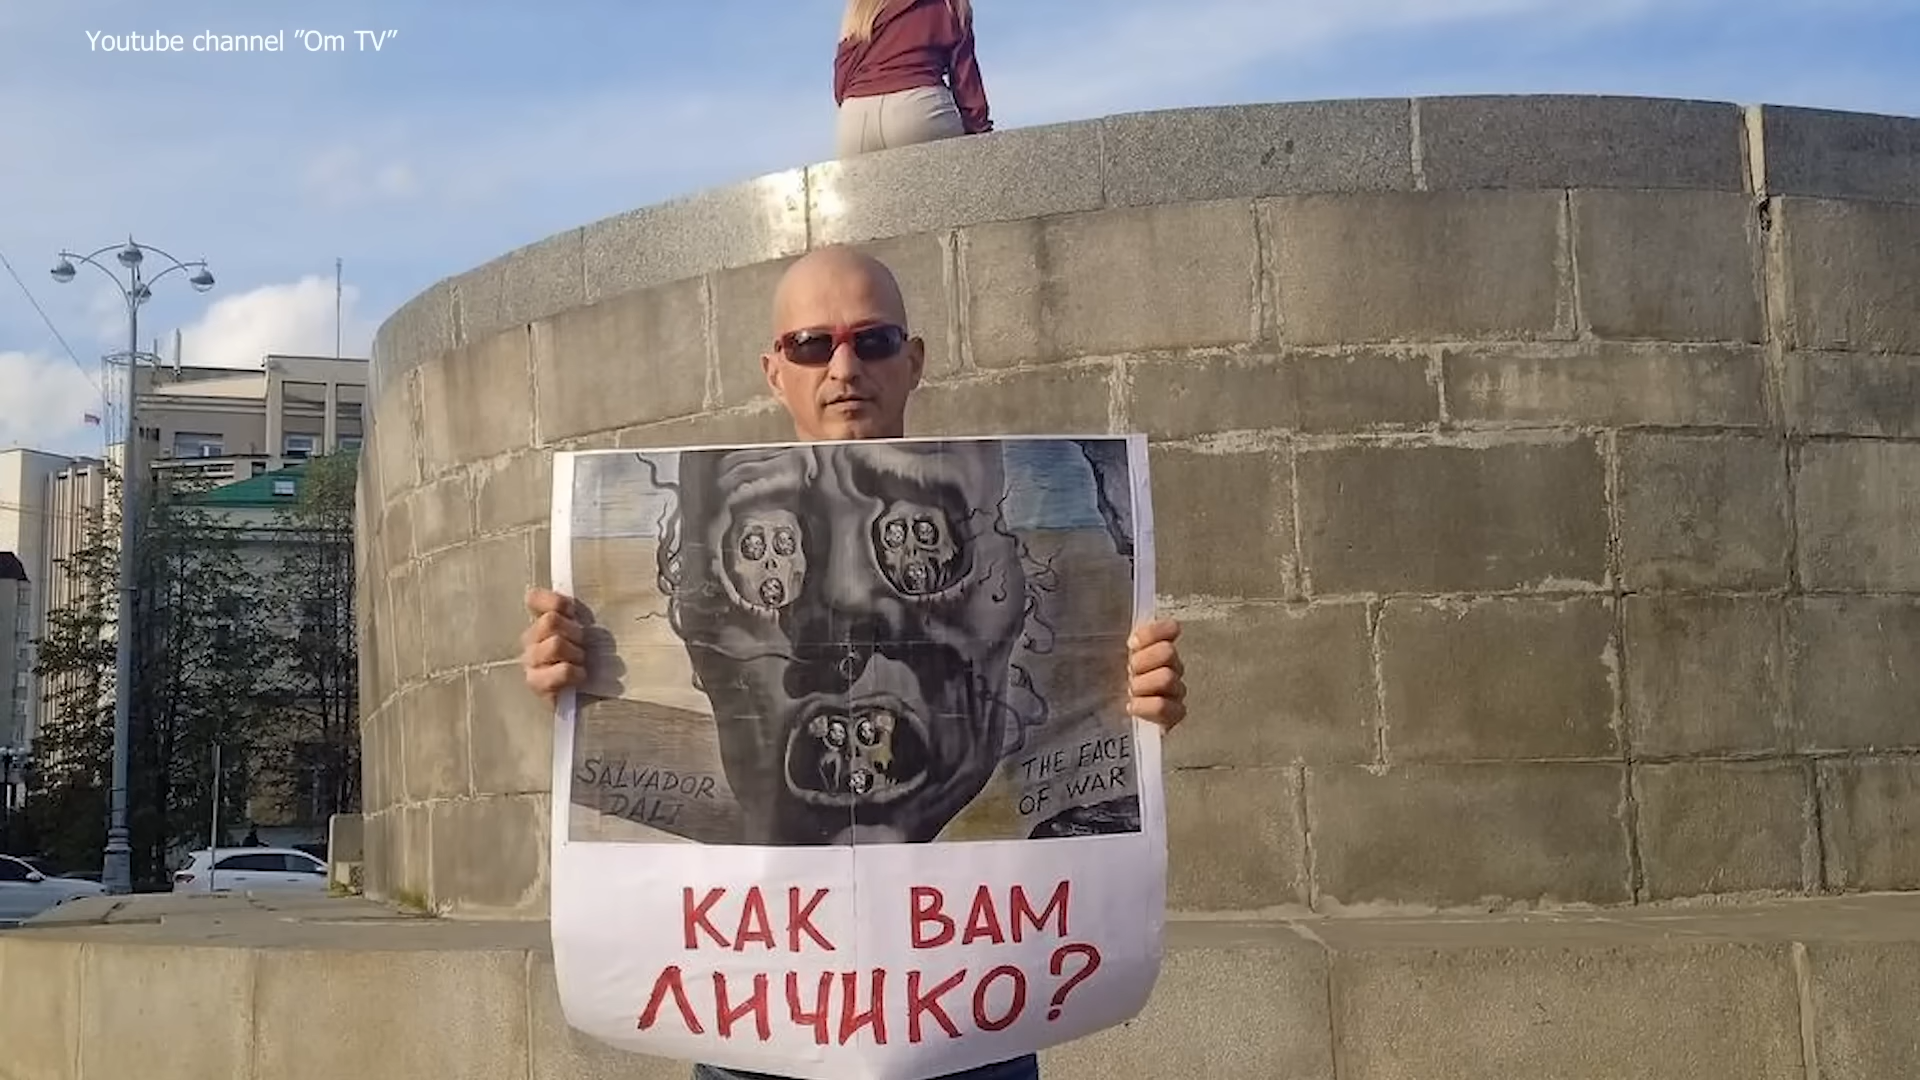 Youtube channel ”Om TV”
SALVADOR
DALI
THE FACE
OF WAR
КАК ВАМ
ЛИЧИКО?